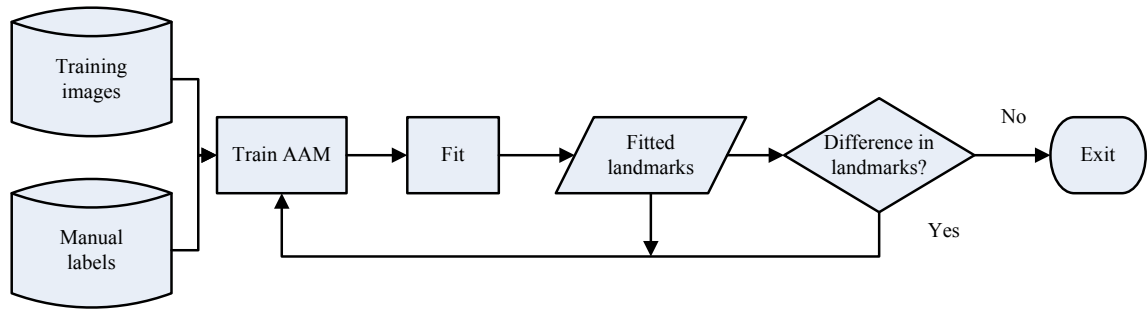 Training
images
Manual
labels
Train AAM
Fit
Fitted
landmarks
Difference in
landmarks?
No
Yes
Exit